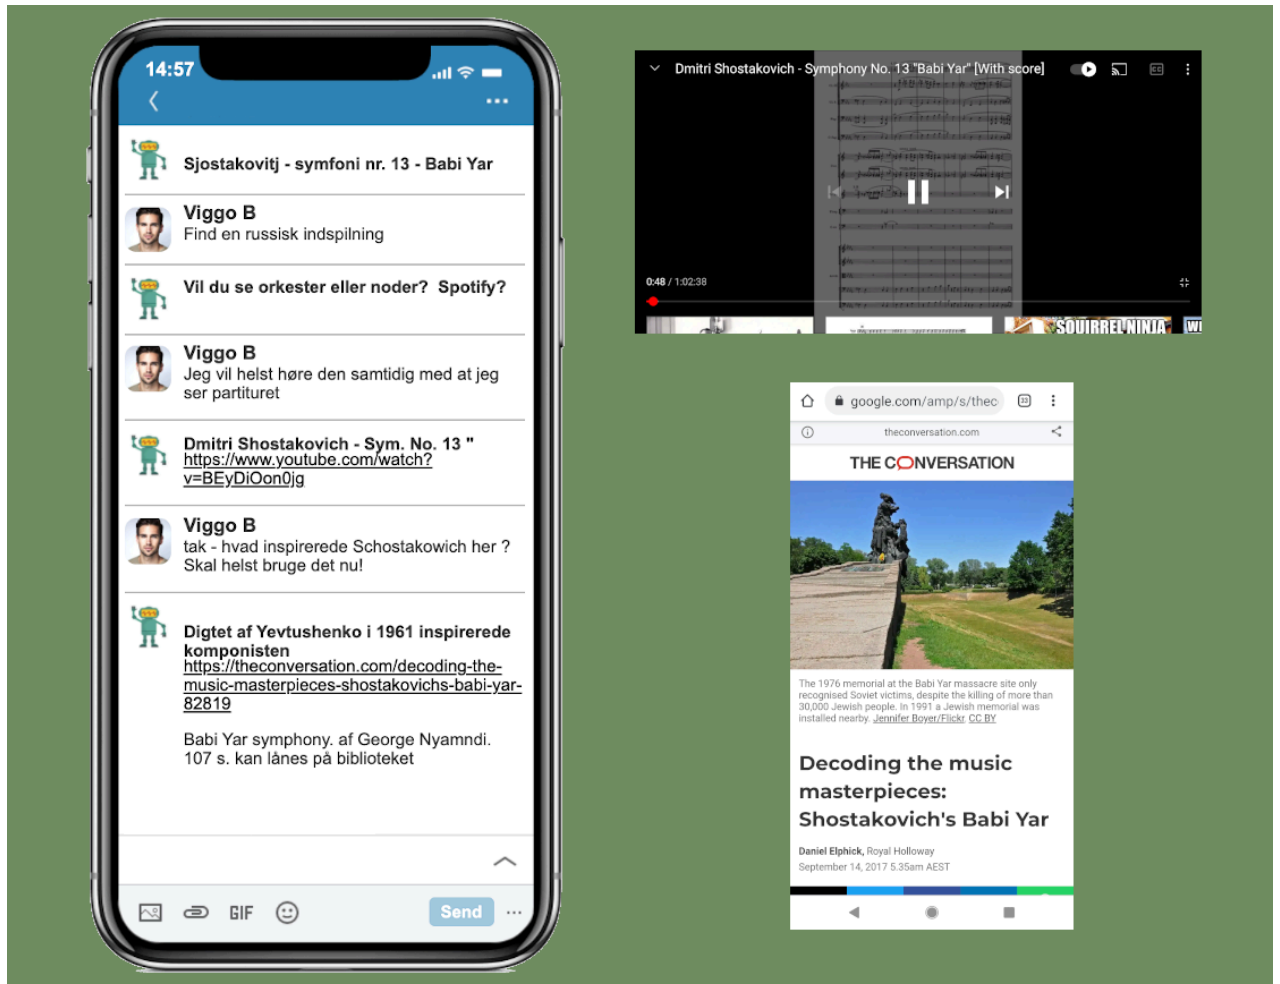 14:57
Sjostakovitj - symfoni nr. 13 - Babi Yar
Viggo B
Find en russisk indspilning
Vil du se orkester eller noder?  Spotify?
Viggo B
Jeg vil helst høre den samtidig med at jeg
ser partituret
Dmitri Shostakovich - Sym. No. 13 "
https://www.youtube.com/watch?
v=BEyDiOon0jg
Viggo B
tak - hvad inspirerede Schostakowich her ?
Skal helst bruge det nu!
Digtet af Yevtushenko i 1961 inspirerede
komponisten
https://theconversation.com/decoding-the-
music-masterpieces-shostakovichs-babi-yar-
82819
Babi Yar symphony. af George Nyamndi.
107 s. kan lånes på biblioteket
GIF
Send
Dmitri Shostakovich - Symphony No. 13 "Babi Yar" [With score]
CC
0:48 / 1:02:38
SQUIRREL NINJA
google.com/amp/s/thec
33
theconversation.com
THE CONVERSATION
The 1976 memorial at the Babi Yar massacre site only
recognised Soviet victims, despite the killing of more than
30,000 Jewish people. In 1991 a Jewish memorial was
installed nearby. Jennifer Boyer/Flickr, CC BY
Decoding the music
masterpieces:
Shostakovich's Babi Yar
Daniel Elphick, Royal Holloway
September 14, 2017 5.35am AEST